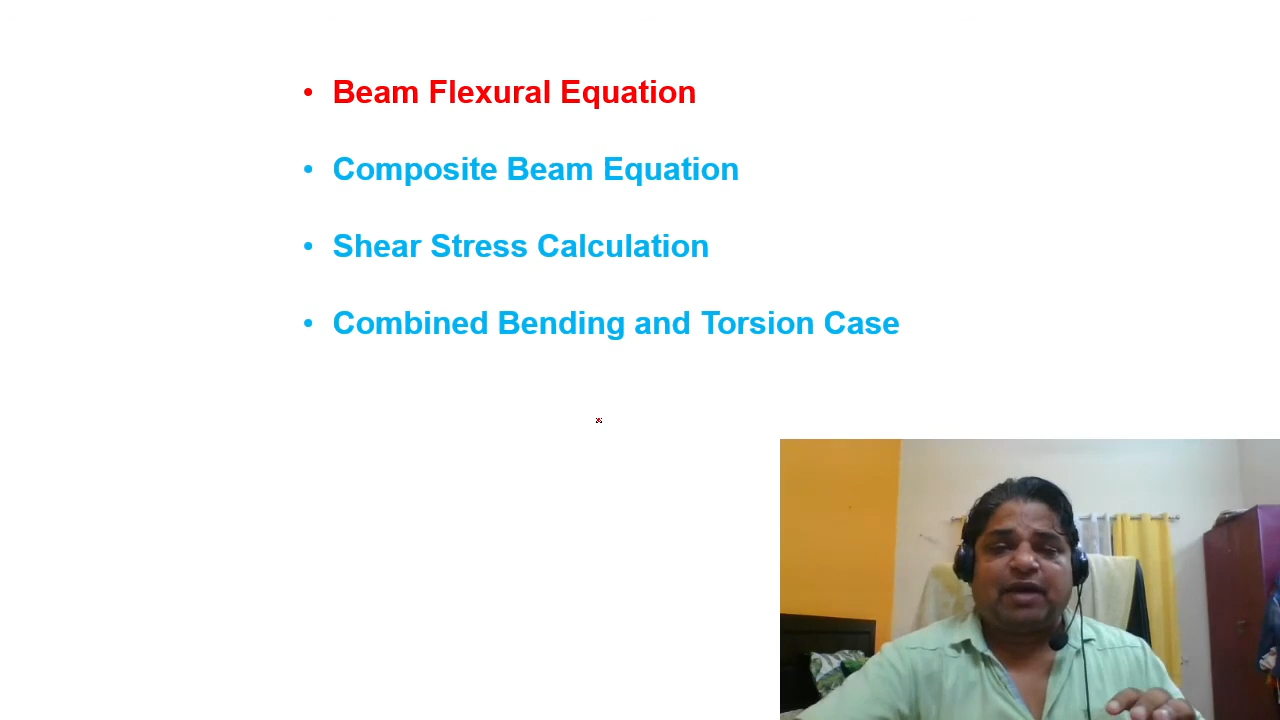 • Beam Flexural Equation
• Composite Beam Equation
• Shear Stress Calculation
• Combined Bending and Torsion Case